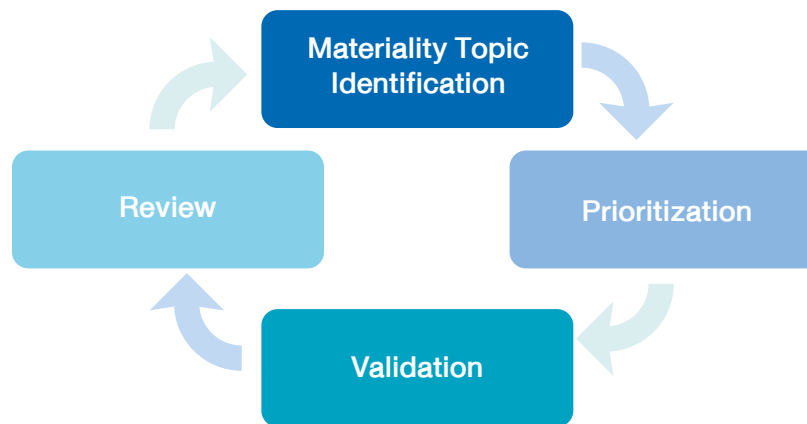 Materiality Topic
Identification
Review
Prioritization
Validation